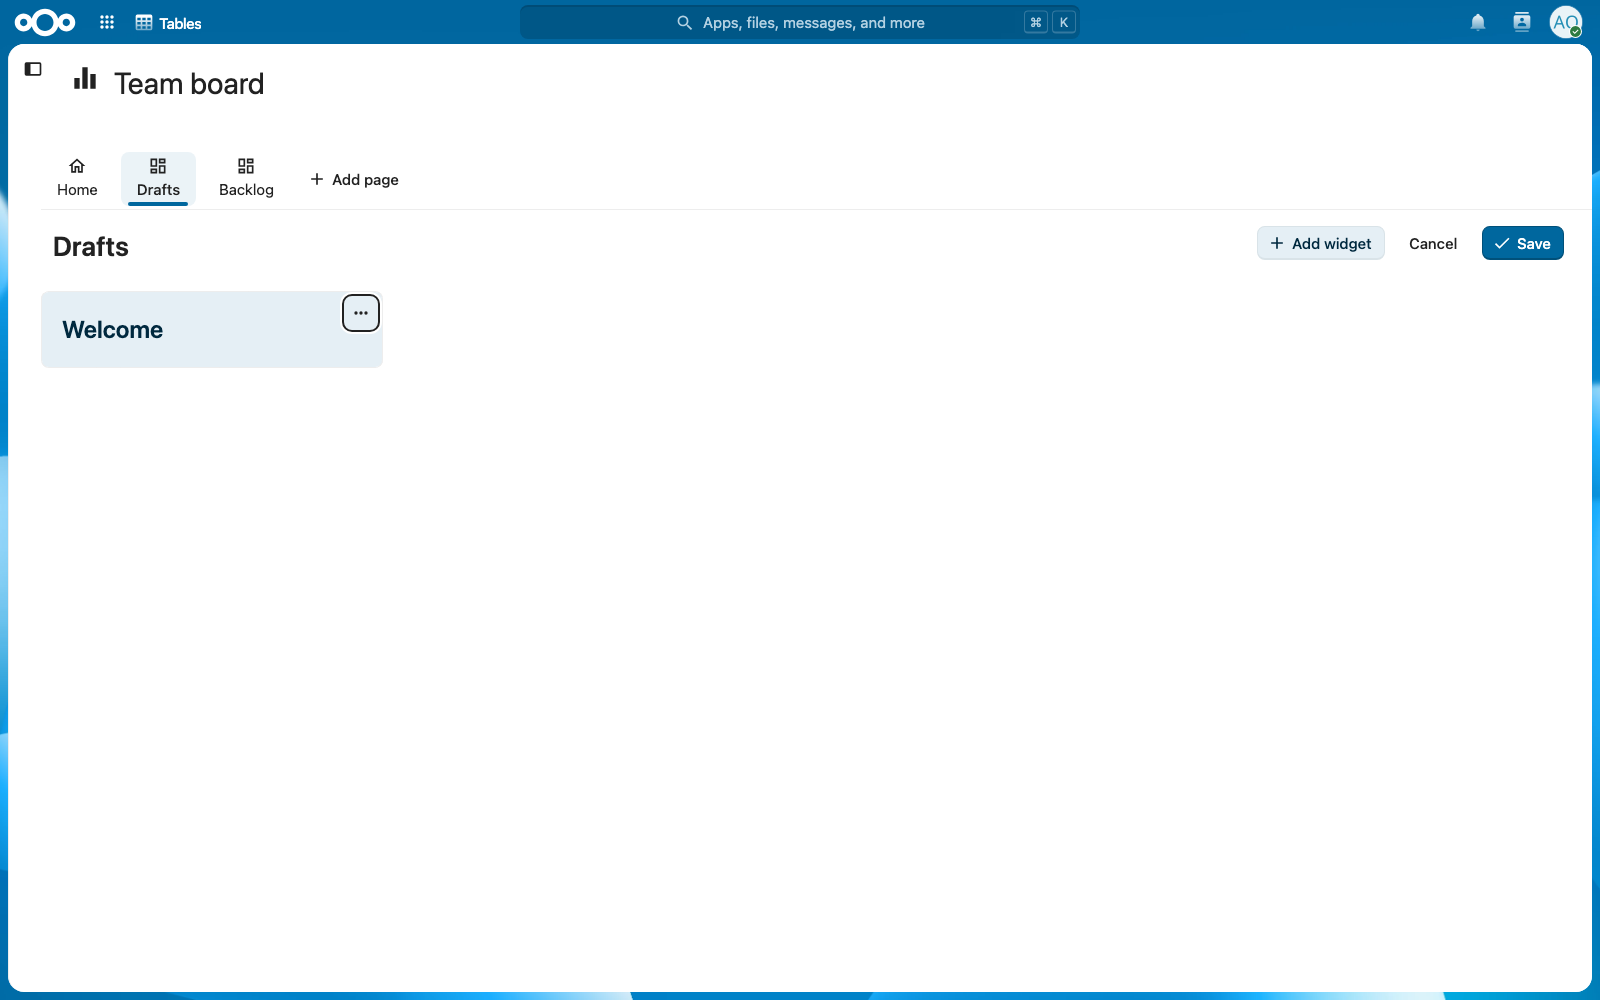 Tables
Apps, files, messages, and more
⌘ K
AO
Team board
Home
Drafts
Backlog
Add page
Drafts
Add widget
Cancel
Save
Welcome